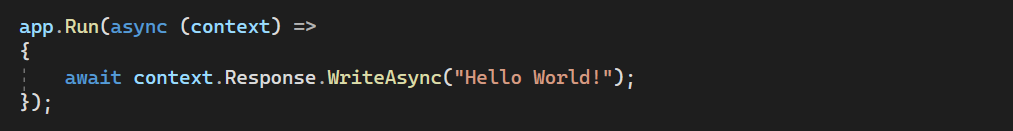 app.Run(async (context) =>
{
    await context.Response.WriteAsync("Hello World!");
});